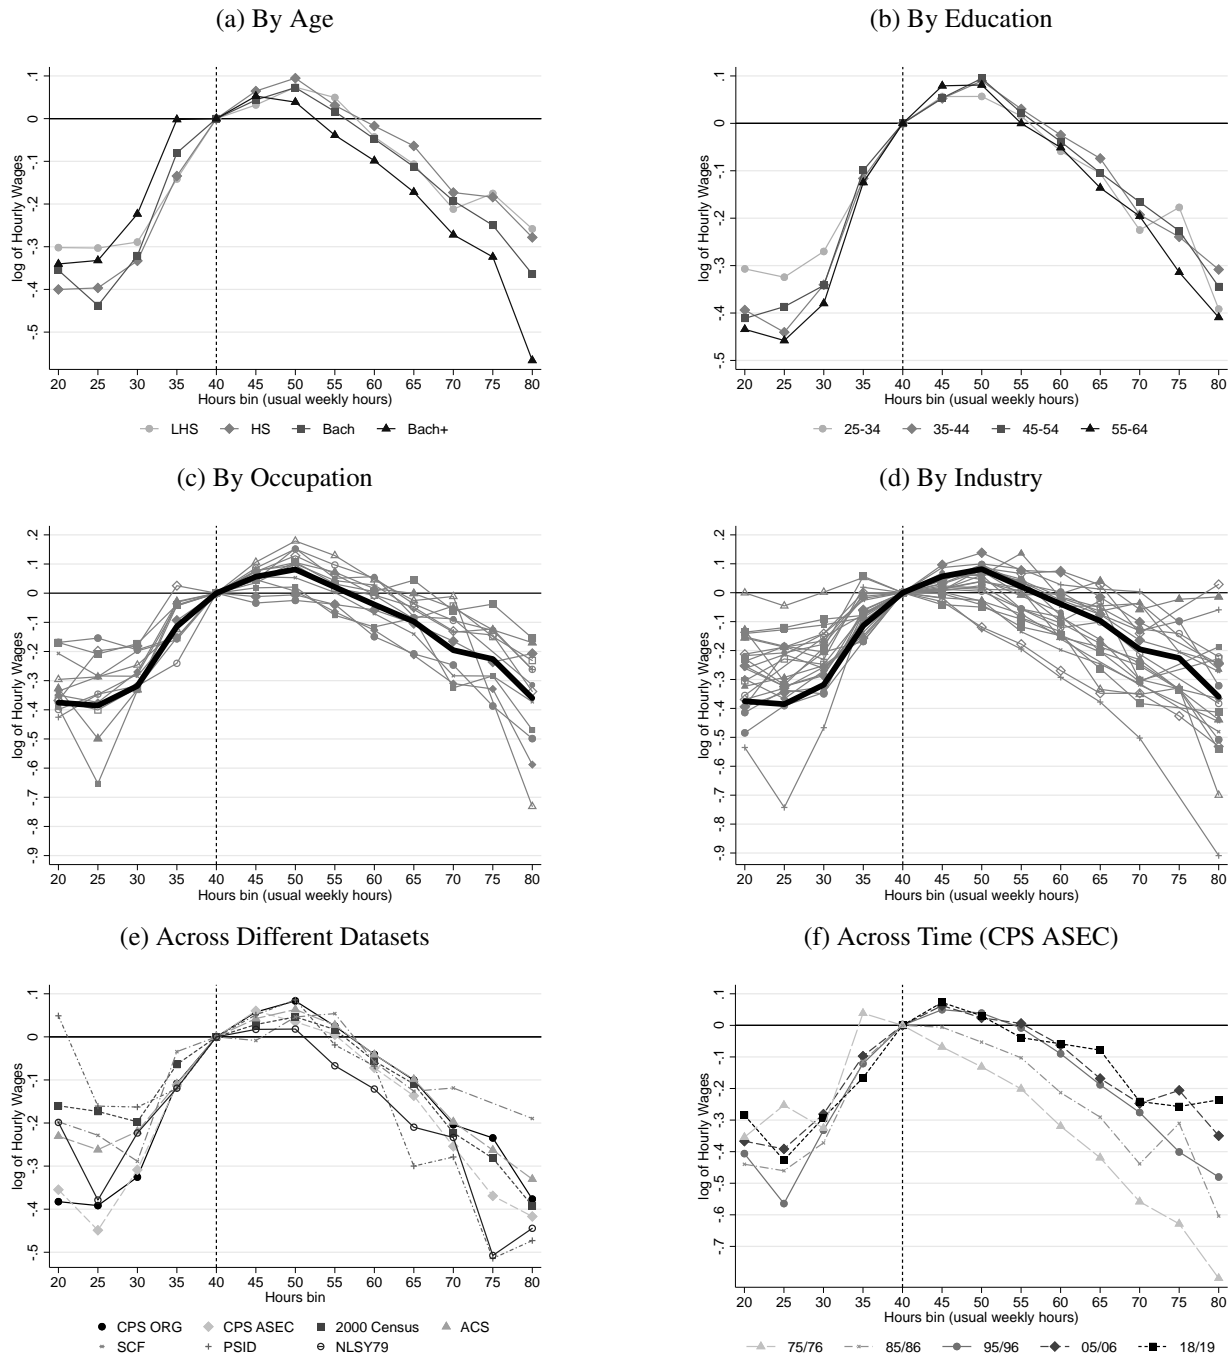 (a) By Age
(b) By Education
.1
0
-.1
-.2
-.3
-.4
-.5
log of Hourly Wages
20 25 30 35 40 45 50 55 60 65 70 75 80
Hours bin (usual weekly hours)
LHS HS Bach Bach+
.1
0
-.1
-.2
-.3
-.4
-.5
log of Hourly Wages
20 25 30 35 40 45 50 55 60 65 70 75 80
Hours bin (usual weekly hours)
25-34 35-44 45-54 55-64
(c) By Occupation
(d) By Industry
.2
.1
0
-.1
-.2
-.3
-.4
-.5
-.6
-.7
-.8
-.9
log of Hourly Wages
20 25 30 35 40 45 50 55 60 65 70 75 80
Hours bin (usual weekly hours)
.2
.1
0
-.1
-.2
-.3
-.4
-.5
-.6
-.7
-.8
-.9
log of Hourly Wages
20 25 30 35 40 45 50 55 60 65 70 75 80
Hours bin (usual weekly hours)
(e) Across Different Datasets
(f) Across Time (CPS ASEC)
.1
0
-.1
-.2
-.3
-.4
-.5
log of Hourly Wages
20 25 30 35 40 45 50 55 60 65 70 75 80
Hours bin
CPS ORG CPS ASEC 2000 Census ACS
SCF PSID NLSY79
.1
0
-.1
-.2
-.3
-.4
-.5
-.6
-.7
log of Hourly Wages
20 25 30 35 40 45 50 55 60 65 70 75 80
Hours bin (usual weekly hours)
75/76 85/86 95/96 05/06 18/19